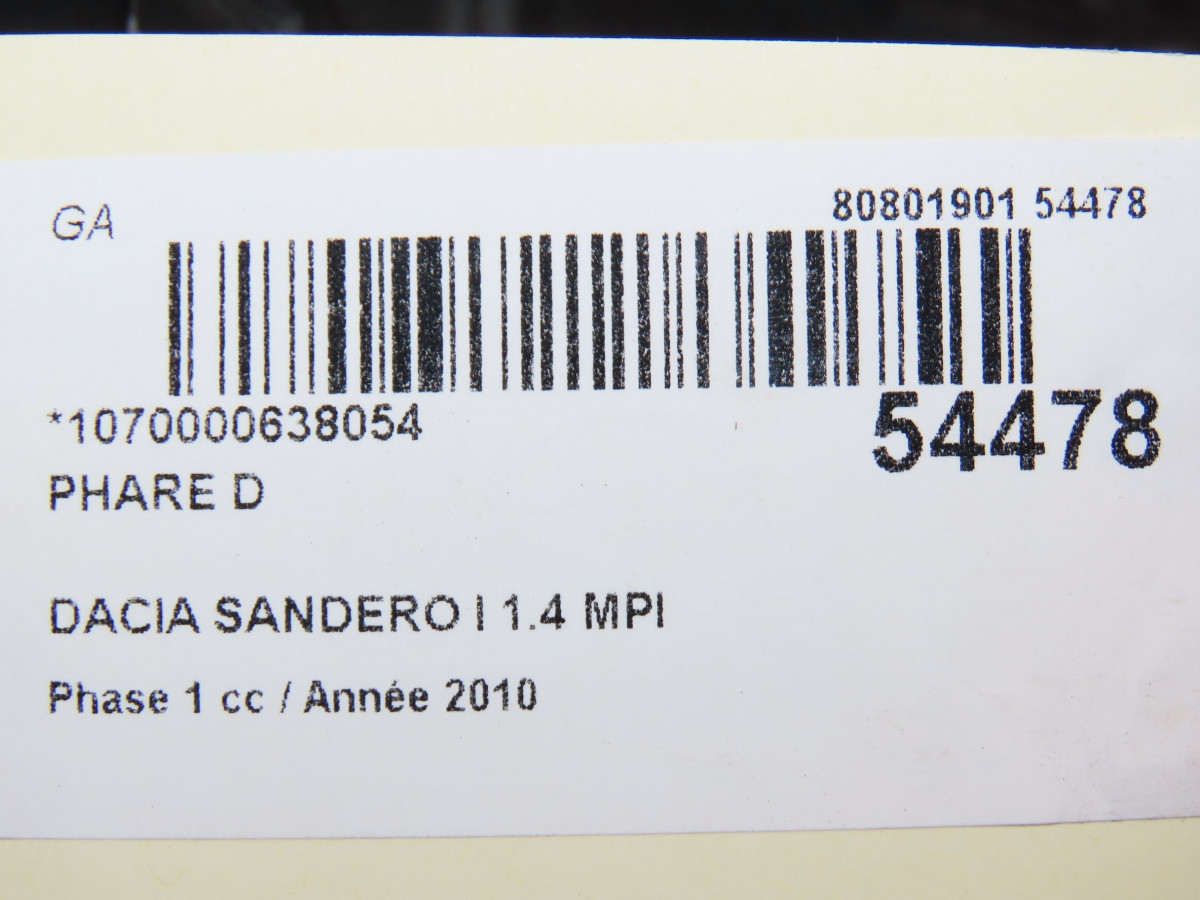 GA
80801901 54478
*1070000638054
54478
PHARE D
DACIA SANDERO I 1.4 MPI
Phase 1 cc / Année 2010